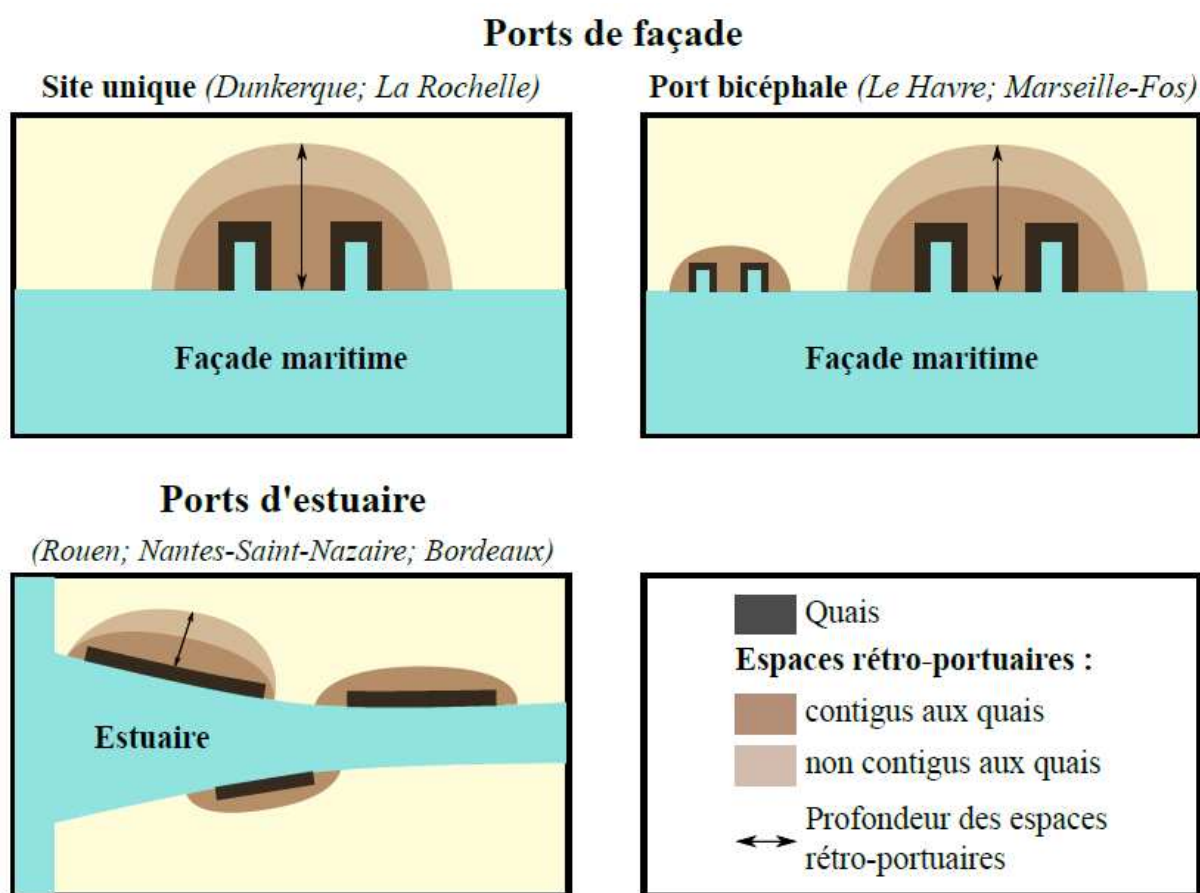 Ports de façade
Site unique (Dunkerque; La Rochelle)
Port bicéphale (Le Havre; Marseille-Fos)
Façade maritime
Façade maritime
Ports d'estuaire
(Rouen; Nantes-Saint-Nazaire; Bordeaux)
Estuaire
Quais
Espaces rétro-portuaires :
contigus aux quais
non contigus aux quais
Profondeur des espaces
rétro-portuaires